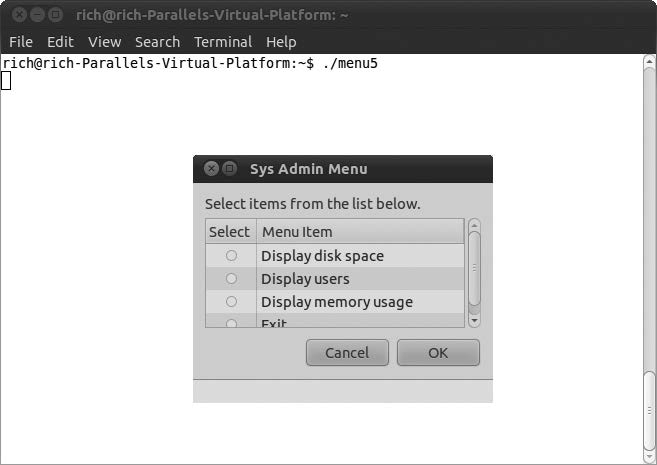 rich@rich-Parallels-Virtual-Platform: ~
File Edit View Search Terminal Help
rich@rich-Parallels-Virtual-Platform:~$ ./menu5
Sys Admin Menu
Select items from the list below.
Select Menu Item
Display disk space
Display users
Display memory usage
Exit
Cancel OK